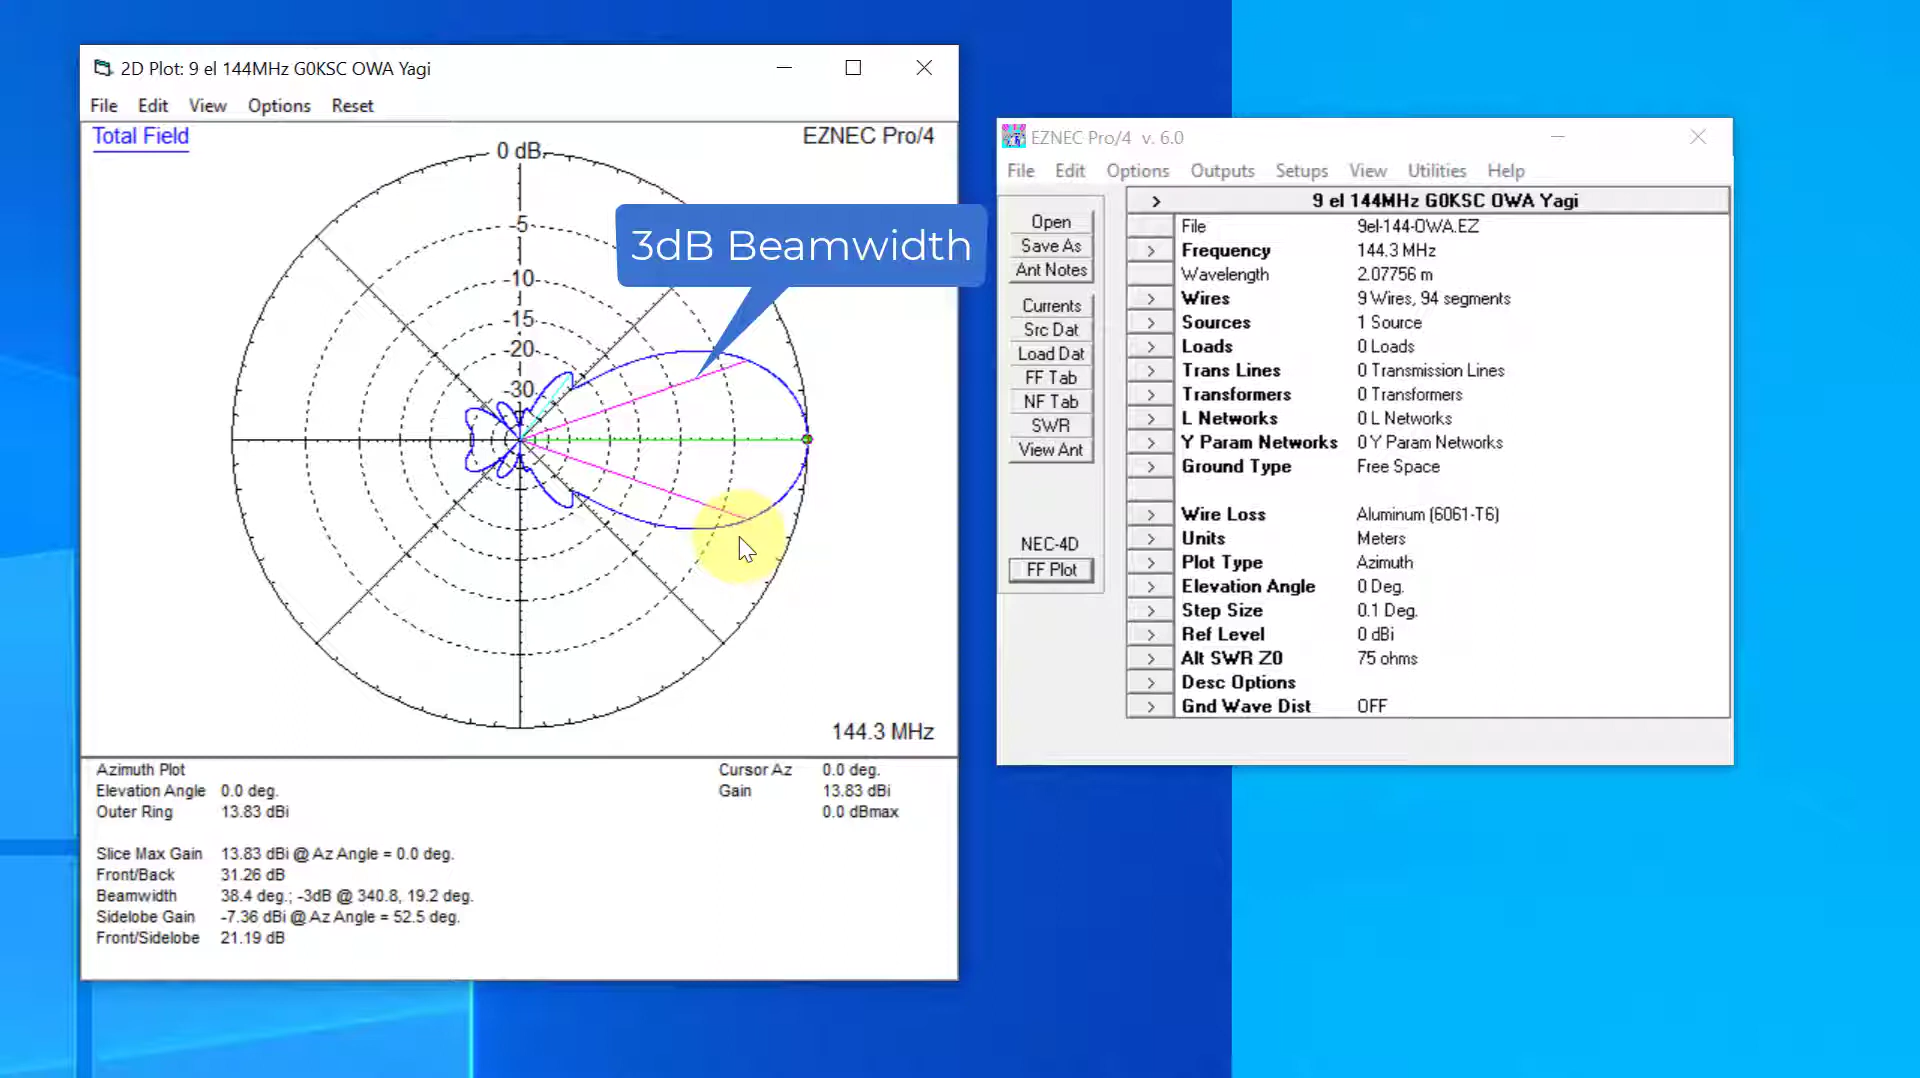 2D Plot: 9 el 144MHz G0KSC OWA Yagi
File Edit View Options Reset
Total Field
EZNEC Pro/4
0 dB
-5
-10
-15
-20
-30
3dB Beamwidth
144.3 MHz
Azimuth Plot
Elevation Angle 0.0 deg.
Outer Ring 13.83 dBi
Cursor Az 0.0 deg.
Gain 13.83 dBi
0.0 dBmax
Slice Max Gain 13.83 dBi @ Az Angle = 0.0 deg.
Front/Back 31.26 dB
Beamwidth 38.4 deg.; -3dB @ 340.8, 19.2 deg.
Sidelobe Gain -7.36 dBi @ Az Angle = 52.5 deg.
Front/Sidelobe 21.19 dB
EZNEC Pro/4 v. 6.0
File Edit Options Outputs Setups View Utilities Help
Open
Save As
Ant Notes
Currents
Src Dat
Load Dat
FF Tab
NF Tab
SWR
View Ant
NEC-4D
FF Plot
> 9 el 144MHz G0KSC OWA Yagi
File 9el-144-OWA.EZ
> Frequency 144.3 MHz
Wavelength 2.07756 m
> Wires 9 Wires, 94 segments
> Sources 1 Source
> Loads 0 Loads
> Trans Lines 0 Transmission Lines
> Transformers 0 Transformers
> L Networks 0 L Networks
> Y Param Networks 0 Y Param Networks
> Ground Type Free Space
> Wire Loss Aluminum (6061-T6)
> Units Meters
> Plot Type Azimuth
> Elevation Angle 0 Deg.
> Step Size 0.1 Deg.
> Ref Level 0 dBi
> Alt SWR Z0 75 ohms
> Desc Options
> Gnd Wave Dist OFF